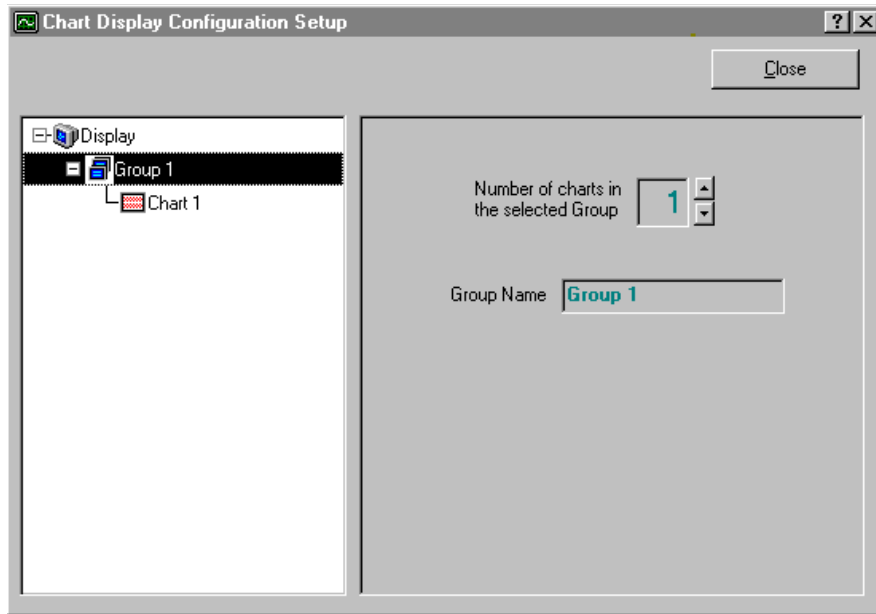 Chart Display Configuration Setup
? ×
Close
Display
Group 1
Chart 1
Number of charts in
the selected Group
1
Group Name
Group 1